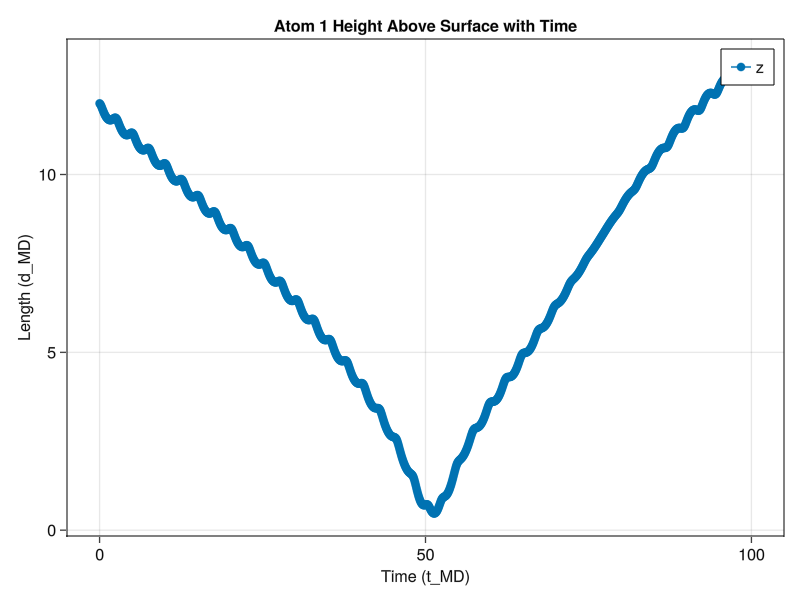 Atom 1 Height Above Surface with Time
z
10
5
0
Length (d_MD)
0 50 100
Time (t_MD)